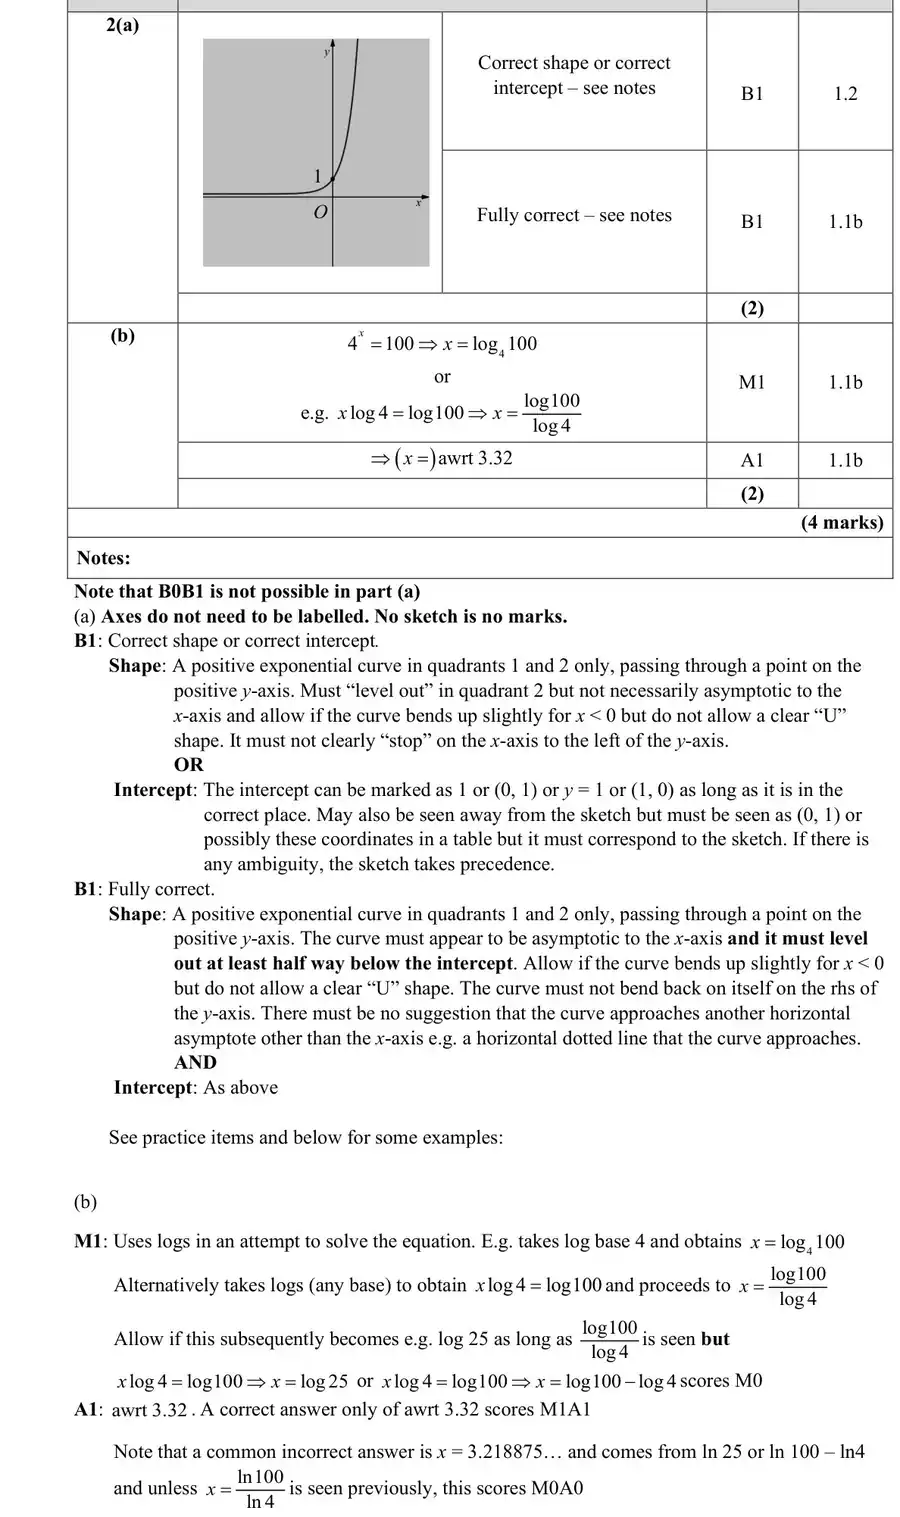 2(a)
y
1
O
x
Correct shape or correct
intercept – see notes
B1
1.2
Fully correct – see notes
B1
1.1b
(2)
(b)
4^x = 100 ⇒ x = log₄ 100
or
e.g. x log 4 = log 100 ⇒ x = log 100 / log 4
M1
1.1b
⇒ (x =) awrt 3.32
A1
1.1b
(2)
(4 marks)
Notes:
Note that B0B1 is not possible in part (a)
(a) Axes do not need to be labelled. No sketch is no marks.
B1: Correct shape or correct intercept.
Shape: A positive exponential curve in quadrants 1 and 2 only, passing through a point on the
positive y-axis. Must “level out” in quadrant 2 but not necessarily asymptotic to the
x-axis and allow if the curve bends up slightly for x < 0 but do not allow a clear “U”
shape. It must not clearly “stop” on the x-axis to the left of the y-axis.
OR
Intercept: The intercept can be marked as 1 or (0, 1) or y = 1 or (1, 0) as long as it is in the
correct place. May also be seen away from the sketch but must be seen as (0, 1) or
possibly these coordinates in a table but it must correspond to the sketch. If there is
any ambiguity, the sketch takes precedence.
B1: Fully correct.
Shape: A positive exponential curve in quadrants 1 and 2 only, passing through a point on the
positive y-axis. The curve must appear to be asymptotic to the x-axis and it must level
out at least half way below the intercept. Allow if the curve bends up slightly for x < 0
but do not allow a clear “U” shape. The curve must not bend back on itself on the rhs of
the y-axis. There must be no suggestion that the curve approaches another horizontal
asymptote other than the x-axis e.g. a horizontal dotted line that the curve approaches.
AND
Intercept: As above
See practice items and below for some examples:
(b)
M1: Uses logs in an attempt to solve the equation. E.g. takes log base 4 and obtains x = log₄ 100
Alternatively takes logs (any base) to obtain x log 4 = log 100 and proceeds to x = log 100 / log 4
Allow if this subsequently becomes e.g. log 25 as long as log 100 / log 4 is seen but
x log 4 = log 100 ⇒ x = log 25 or x log 4 = log 100 ⇒ x = log 100 – log 4 scores M0
A1: awrt 3.32 . A correct answer only of awrt 3.32 scores M1A1
Note that a common incorrect answer is x = 3.218875… and comes from ln 25 or ln 100 – ln4
and unless x = ln 100 / ln 4 is seen previously, this scores M0A0